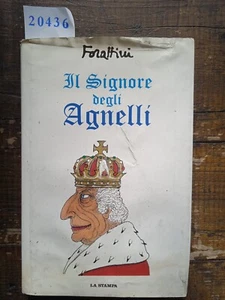 20436
Forattini
Il Signore
degli
Agnelli
LA STAMPA